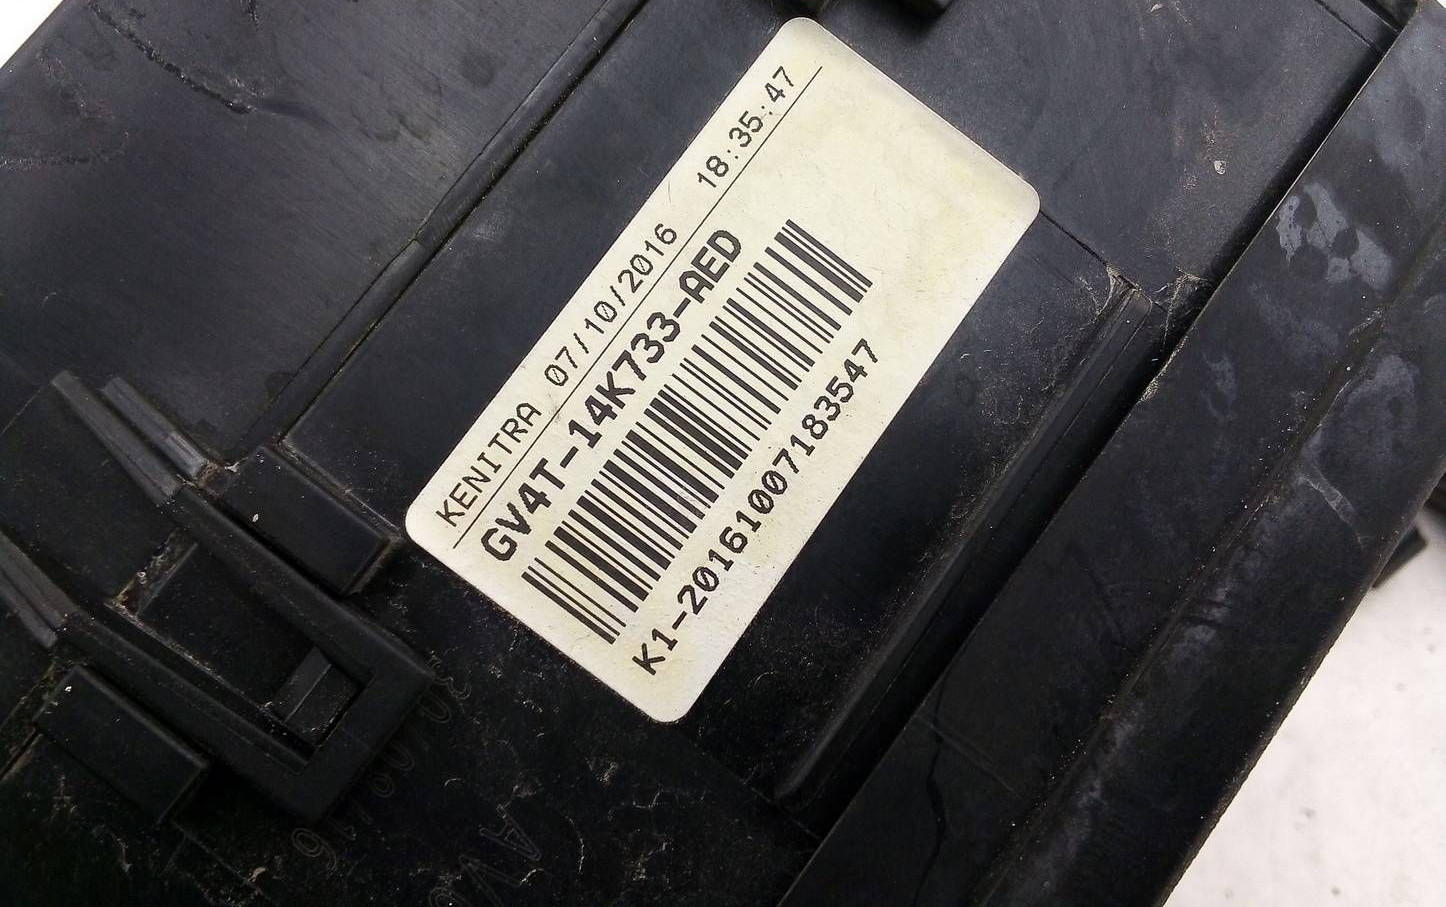 KENITRA 07/10/2016 18:35:47
GV4T-14K733-AED
K1-20161007183547